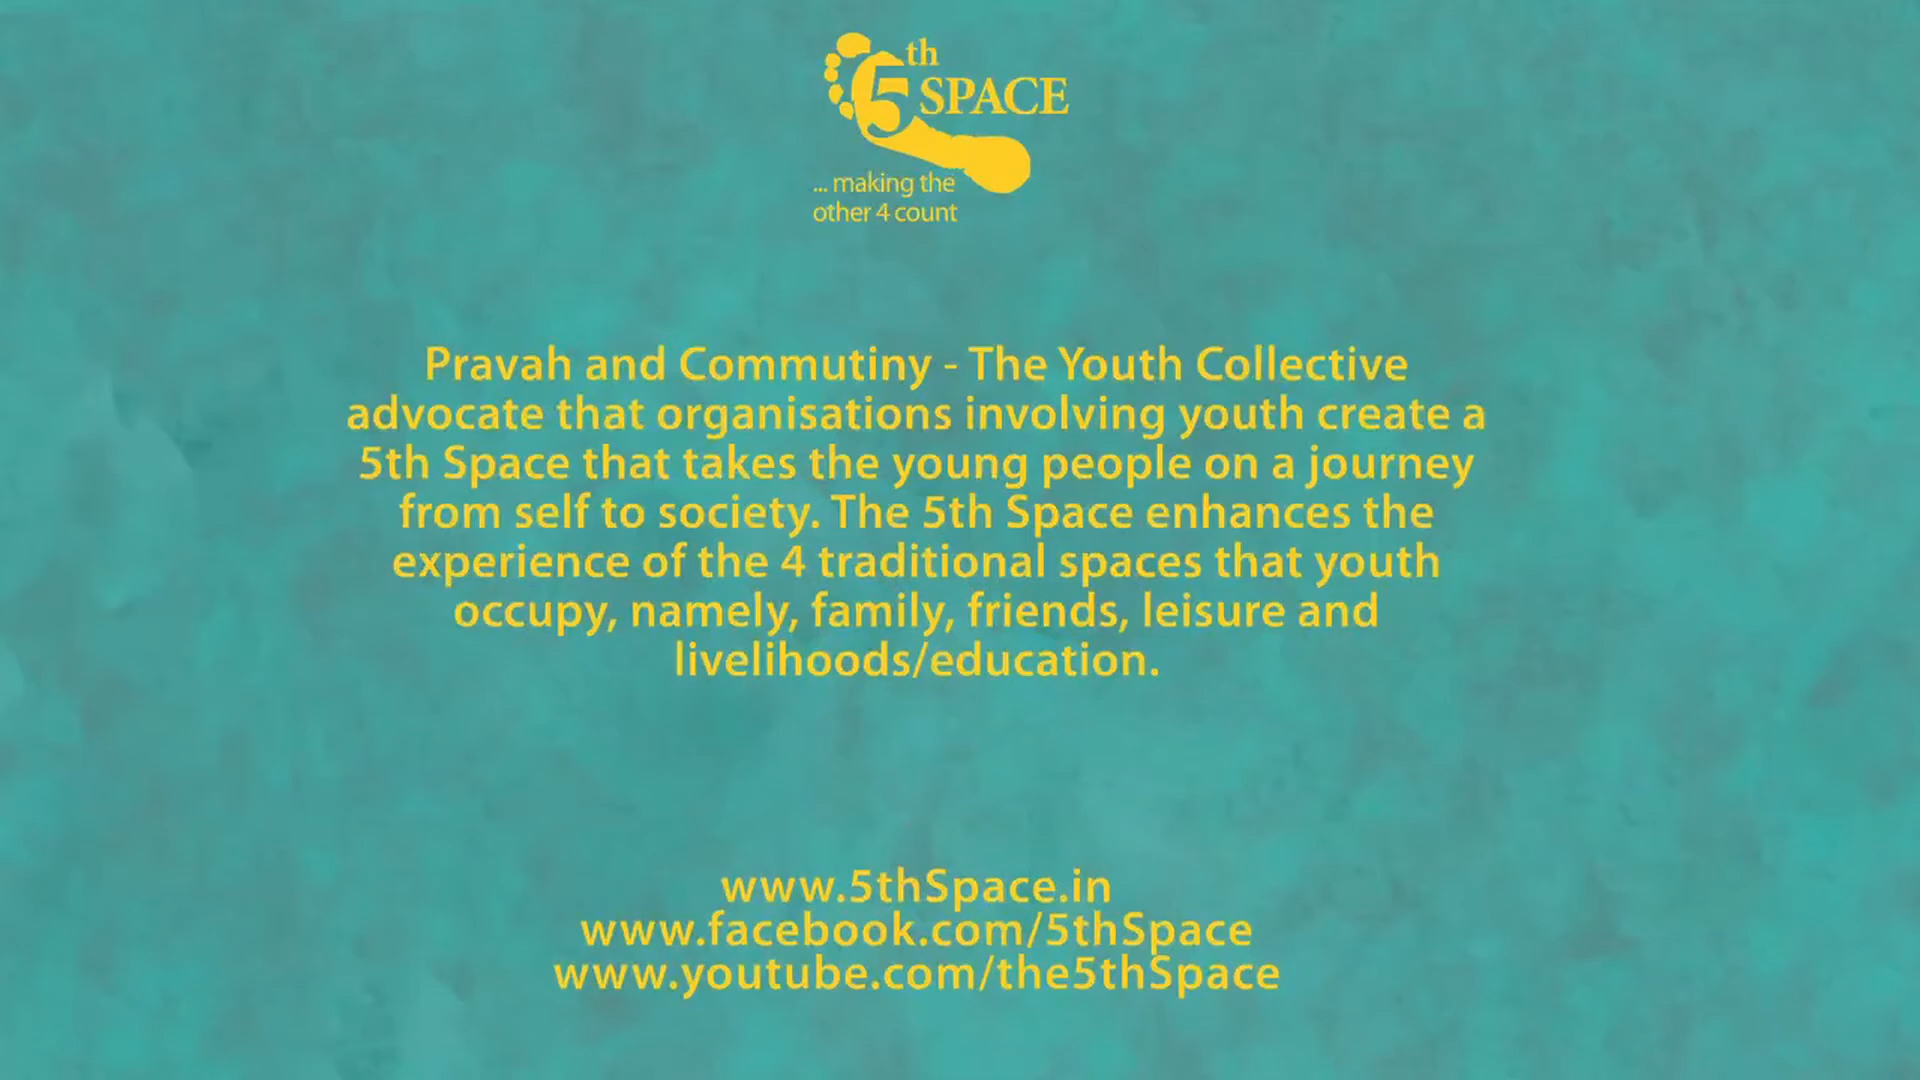 5th SPACE
... making the
other 4 count
Pravah and Commutiny - The Youth Collective
advocate that organisations involving youth create a
5th Space that takes the young people on a journey
from self to society. The 5th Space enhances the
experience of the 4 traditional spaces that youth
occupy, namely, family, friends, leisure and
livelihoods/education.
www.5thSpace.in
www.facebook.com/5thSpace
www.youtube.com/the5thSpace